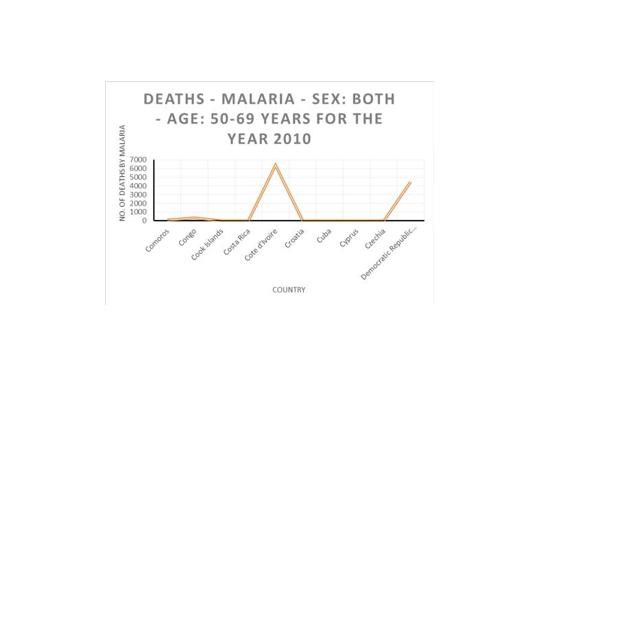 DEATHS - MALARIA - SEX: BOTH
- AGE: 50-69 YEARS FOR THE
YEAR 2010
NO. OF DEATHS BY MALARIA
7000
6000
5000
4000
3000
2000
1000
0
Comoros
Congo
Cook Islands
Costa Rica
Cote d'Ivoire
Croatia
Cuba
Cyprus
Czechia
Democratic Republic...
COUNTRY